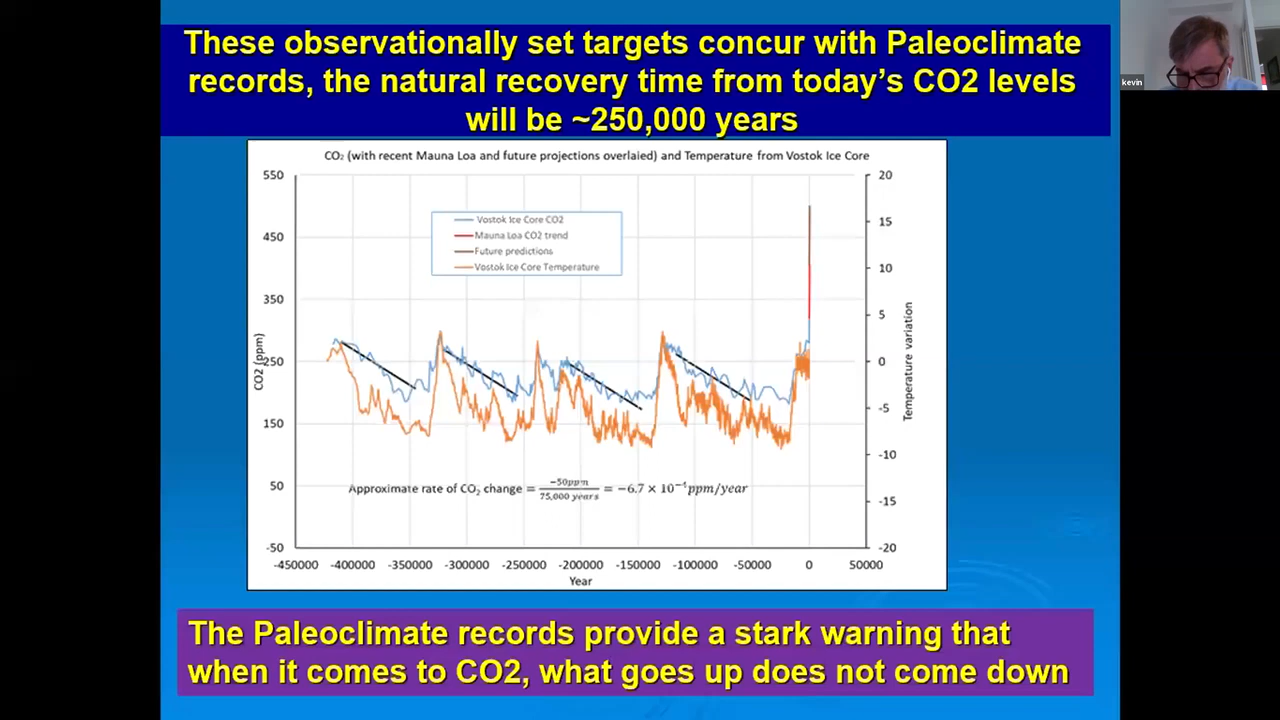 These observationally set targets concur with Paleoclimate
records, the natural recovery time from today's CO2 levels
will be ~250,000 years
kevin
CO₂ (with recent Mauna Loa and future projections overlaied) and Temperature from Vostok Ice Core
550
450
350
250
150
50
-50
CO2 (ppm)
Vostok Ice Core CO2
Mauna Loa CO2 trend
Future predictions
Vostok Ice Core Temperature
20
15
10
5
0
-5
-10
-15
-20
Temperature variation
Approximate rate of CO₂ change = −50ppm / 75,000 years = −6.7 × 10⁻⁴ppm/year
-450000 -400000 -350000 -300000 -250000 -200000 -150000 -100000 -50000 0 50000
Year
The Paleoclimate records provide a stark warning that
when it comes to CO2, what goes up does not come down